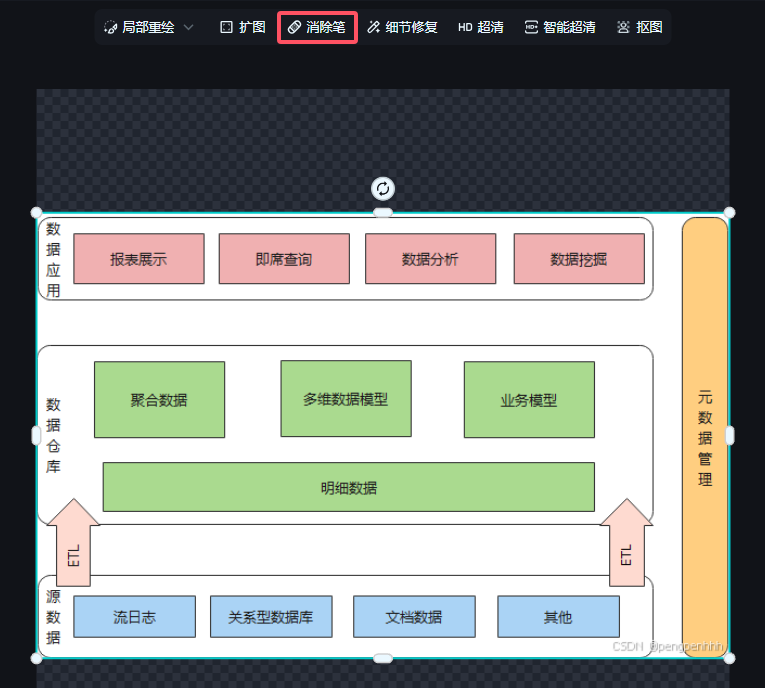 局部重绘
扩图
消除笔
细节修复
HD 超清
HD+ 智能超清
抠图
数据应用
报表展示
即席查询
数据分析
数据挖掘
数据仓库
聚合数据
多维数据模型
业务模型
明细数据
元数据管理
ETL
ETL
源数据
流日志
关系型数据库
文档数据
其他
CSDN @pengpennhh